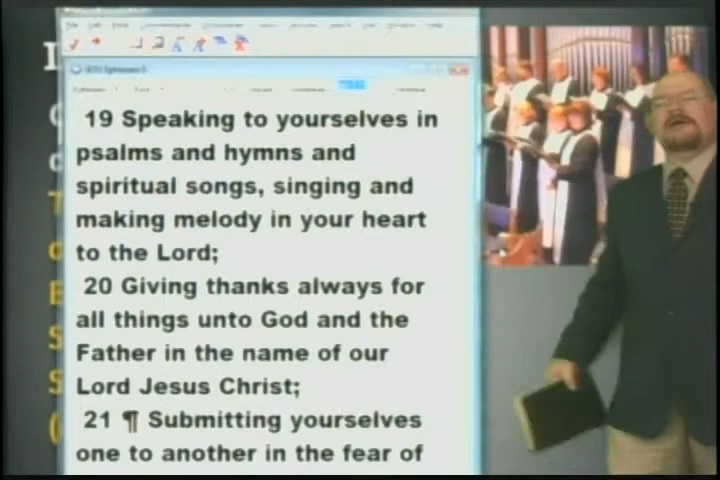 19 Speaking to yourselves in
psalms and hymns and
spiritual songs, singing and
making melody in your heart
to the Lord;
20 Giving thanks always for
all things unto God and the
Father in the name of our
Lord Jesus Christ;
21 ¶ Submitting yourselves
one to another in the fear of